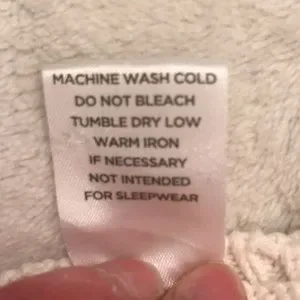 MACHINE WASH COLD
DO NOT BLEACH
TUMBLE DRY LOW
WARM IRON
IF NECESSARY
NOT INTENDED
FOR SLEEPWEAR